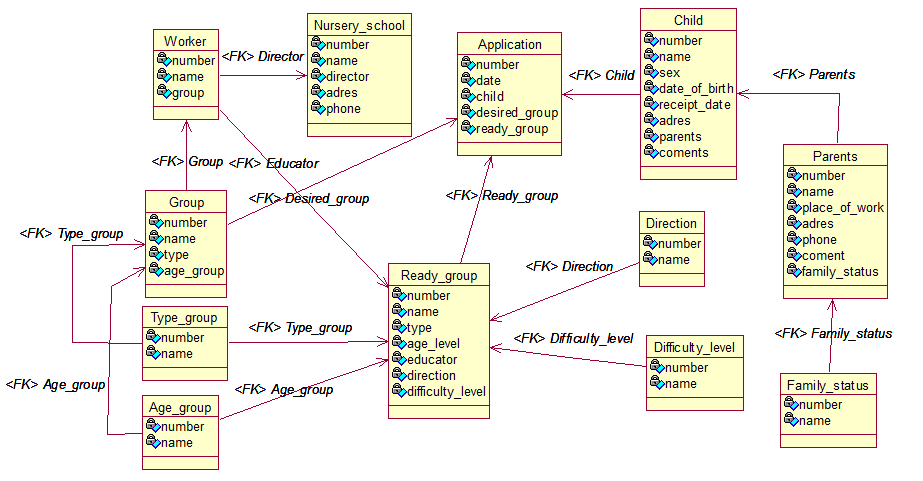 Worker
number
name
group
<FK> Director
Nursery_school
number
name
director
adres
phone
Application
number
date
child
desired_group
ready_group
<FK> Child
Child
number
name
sex
date_of_birth
receipt_date
adres
parents
coments
<FK> Parents
Parents
number
name
place_of_work
adres
phone
coment
family_status
<FK> Group
<FK> Educator
<FK> Desired_group
<FK> Ready_group
Group
number
name
type
age_group
<FK> Type_group
Direction
number
name
<FK> Direction
Ready_group
number
name
type
age_level
educator
direction
difficulty_level
Type_group
number
name
<FK> Type_group
<FK> Difficulty_level
Difficulty_level
number
name
<FK> Family_status
Family_status
number
name
<FK> Age_group
<FK> Age_group
Age_group
number
name